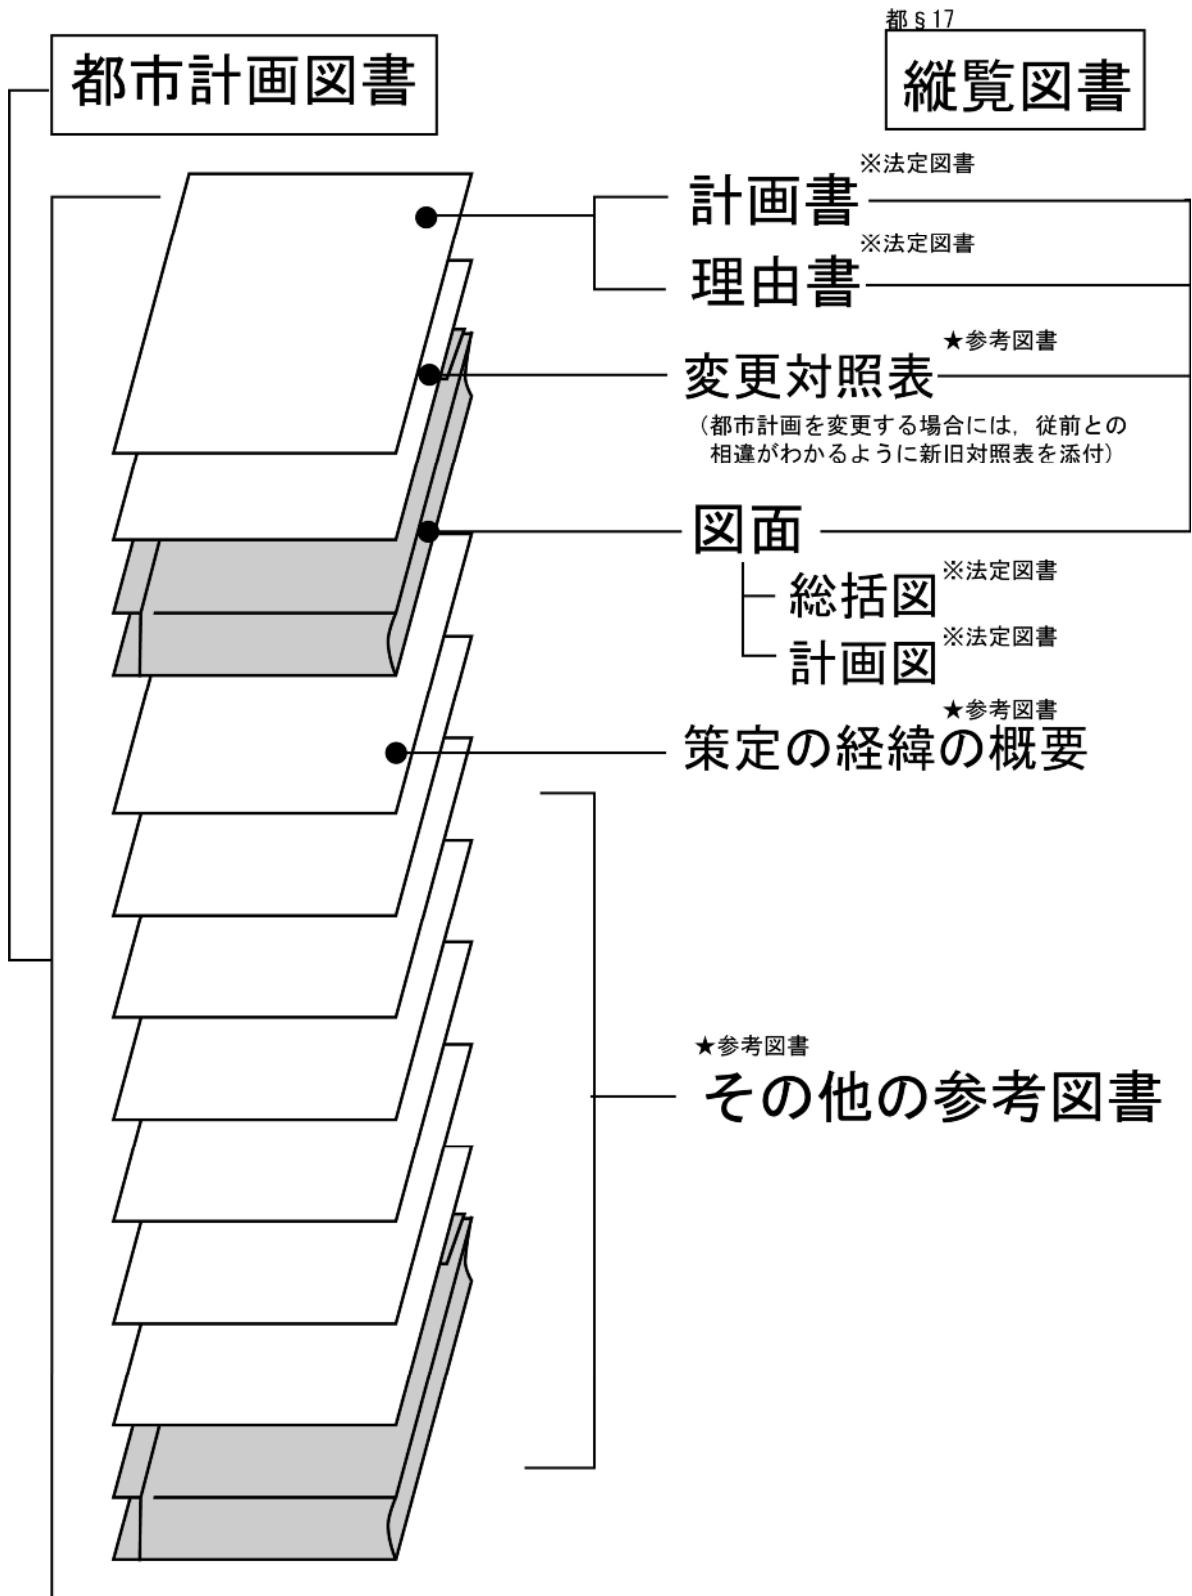 都§17
都市計画図書
縦覧図書
※法定図書
計画書
※法定図書
理由書
★参考図書
変更対照表
（都市計画を変更する場合には，従前との
相違がわかるように新旧対照表を添付）
図面
※法定図書
総括図
※法定図書
計画図
★参考図書
策定の経緯の概要
★参考図書
その他の参考図書